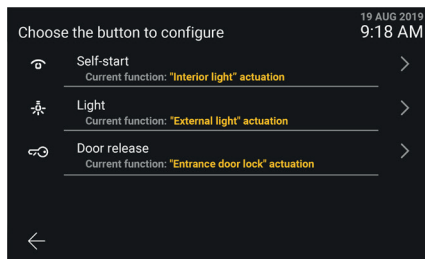 19 AUG 2019
Choose the button to configure
9:18 AM
Self-start
Current function: "Interior light" actuation
Light
Current function: "External light" actuation
Door release
Current function: "Entrance door lock" actuation